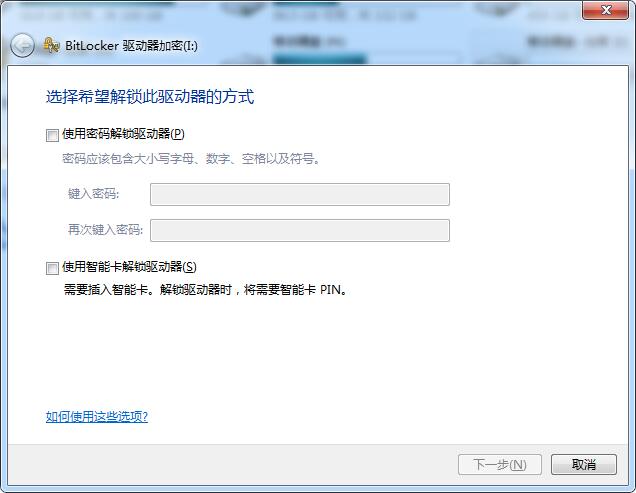 BitLocker 驱动器加密(I:)
选择希望解锁此驱动器的方式
使用密码解锁驱动器(P)
密码应该包含大小写字母、数字、空格以及符号。
键入密码:
再次键入密码:
使用智能卡解锁驱动器(S)
需要插入智能卡。解锁驱动器时，将需要智能卡 PIN。
如何使用这些选项?
下一步(N)
取消